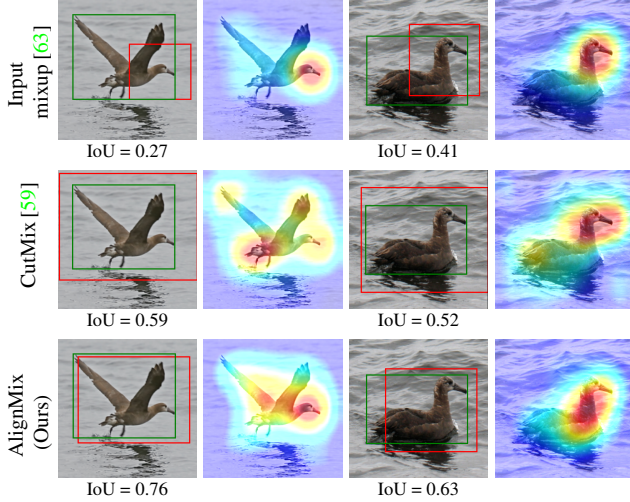 Input
mixup [63]
IoU = 0.27
IoU = 0.41
CutMix [59]
IoU = 0.59
IoU = 0.52
AlignMix
(Ours)
IoU = 0.76
IoU = 0.63